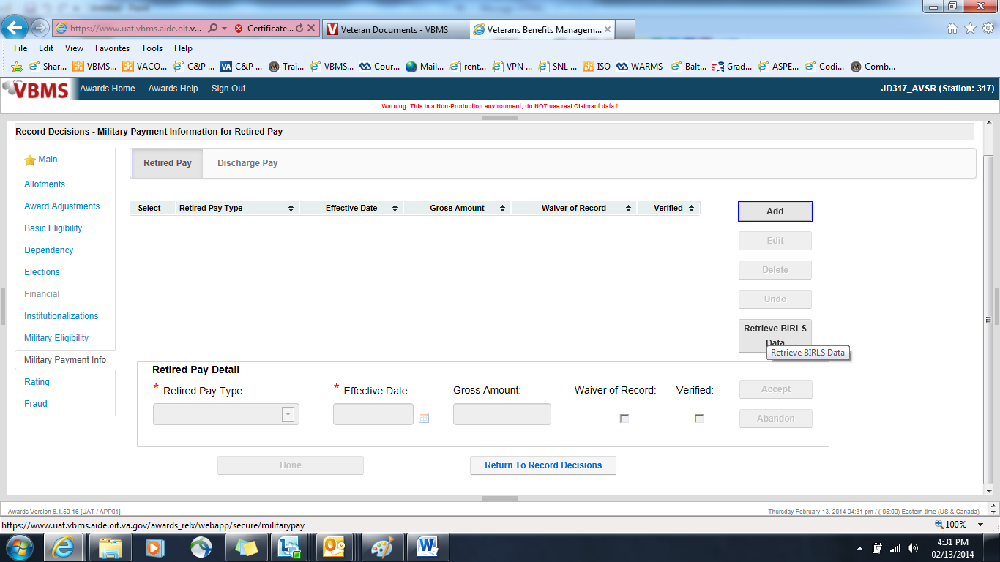 https://www.uat.vbms.aide.oit.v... Certificate... Veteran Documents - VBMS Veterans Benefits Managem...
File Edit View Favorites Tools Help
Shar... VBMS... VACO... C&P ... VA C&P ... Trai... VBMS... Cour... Mail... rent... VPN ... SNL ... ISO WARMS Balt... Grad... ASPE... Codi... Comb...
VBMS Awards Home Awards Help Sign Out JD317_AVSR (Station: 317)
Warning: This is a Non-Production environment; do NOT use real Claimant data !
Record Decisions - Military Payment Information for Retired Pay
Main
Allotments
Award Adjustments
Basic Eligibility
Dependency
Elections
Financial
Institutionalizations
Military Eligibility
Military Payment Info
Rating
Fraud
Retired Pay Discharge Pay
Select Retired Pay Type Effective Date Gross Amount Waiver of Record Verified
Add
Edit
Delete
Undo
Retrieve BIRLS
Data
Retrieve BIRLS Data
Retired Pay Detail
* Retired Pay Type: * Effective Date: Gross Amount: Waiver of Record: Verified:
Accept
Abandon
Done Return To Record Decisions
Awards Version 6.1.50-16 [UAT / APP01] Thursday February 13, 2014 04:31 pm / (-05:00) Eastern time (US & Canada)
https://www.uat.vbms.aide.oit.va.gov/awards_relx/webapp/secure/militarypay 100%
4:31 PM
02/13/2014